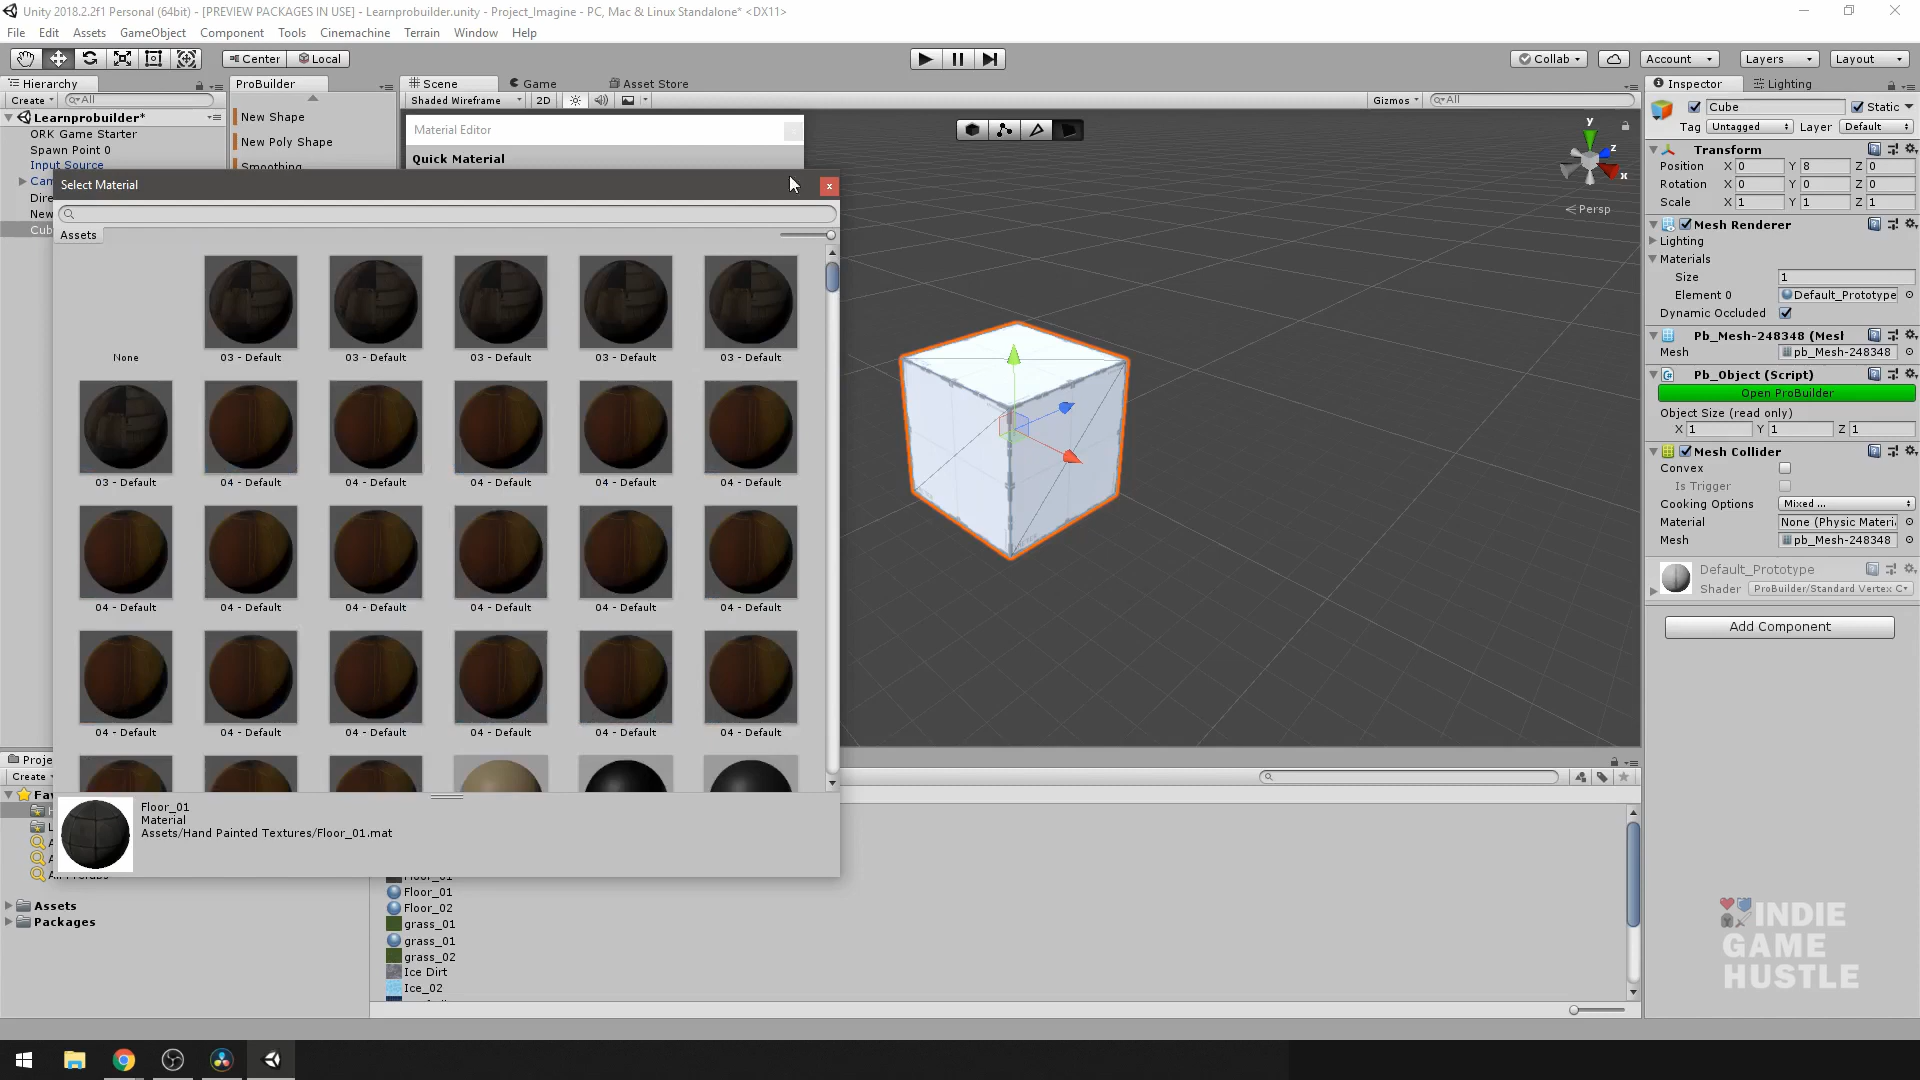 Unity 2018.2.2f1 Personal (64bit) - [PREVIEW PACKAGES IN USE] - Learnprobuilder.unity - Project_Imagine - PC, Mac & Linux Standalone* <DX11>
File Edit Assets GameObject Component Tools Cinemachine Terrain Window Help
Center Local
Collab Account Layers Layout
Hierarchy ProBuilder Scene Game Asset Store Inspector Lighting
Create All Shaded Wireframe 2D Gizmos All
Learnprobuilder*
ORK Game Starter
Spawn Point 0
Input Source
New Shape
New Poly Shape
Smoothing
Material Editor
Quick Material
Select Material
Assets
None 03 - Default 03 - Default 03 - Default 03 - Default 03 - Default
03 - Default 04 - Default 04 - Default 04 - Default 04 - Default 04 - Default
04 - Default 04 - Default 04 - Default 04 - Default 04 - Default 04 - Default
04 - Default 04 - Default 04 - Default 04 - Default 04 - Default 04 - Default
Floor_01
Material
Assets/Hand Painted Textures/Floor_01.mat
Create
Assets
Packages
Floor_01
Floor_02
grass_01
grass_01
grass_02
Ice Dirt
Ice_02
y
z
x
< Persp
Cube Static
Tag Untagged Layer Default
Transform
Position X 0 Y 8 Z 0
Rotation X 0 Y 0 Z 0
Scale X 1 Y 1 Z 1
Mesh Renderer
Lighting
Materials
Size 1
Element 0 Default_Prototype
Dynamic Occluded
Pb_Mesh-248348 (Mesl
Mesh pb_Mesh-248348
Pb_Object (Script)
Open ProBuilder
Object Size (read only)
X 1 Y 1 Z 1
Mesh Collider
Convex
Is Trigger
Cooking Options Mixed ...
Material None (Physic Materi
Mesh pb_Mesh-248348
Default_Prototype
Shader ProBuilder/Standard Vertex C
Add Component
INDIE
GAME
HUSTLE